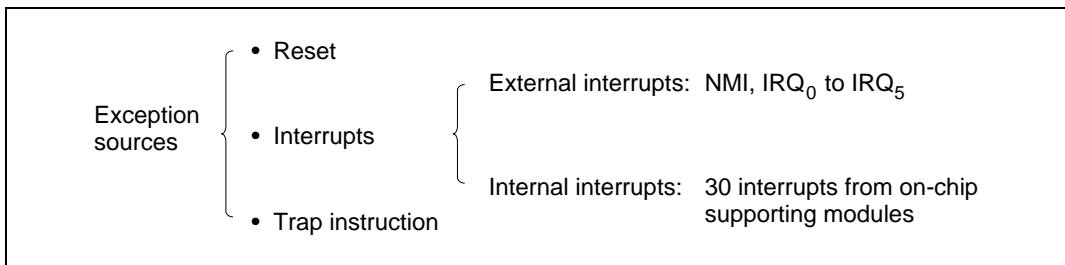 Exception
sources
• Reset
• Interrupts
• Trap instruction
External interrupts: NMI, IRQ₀ to IRQ₅
Internal interrupts: 30 interrupts from on-chip
supporting modules